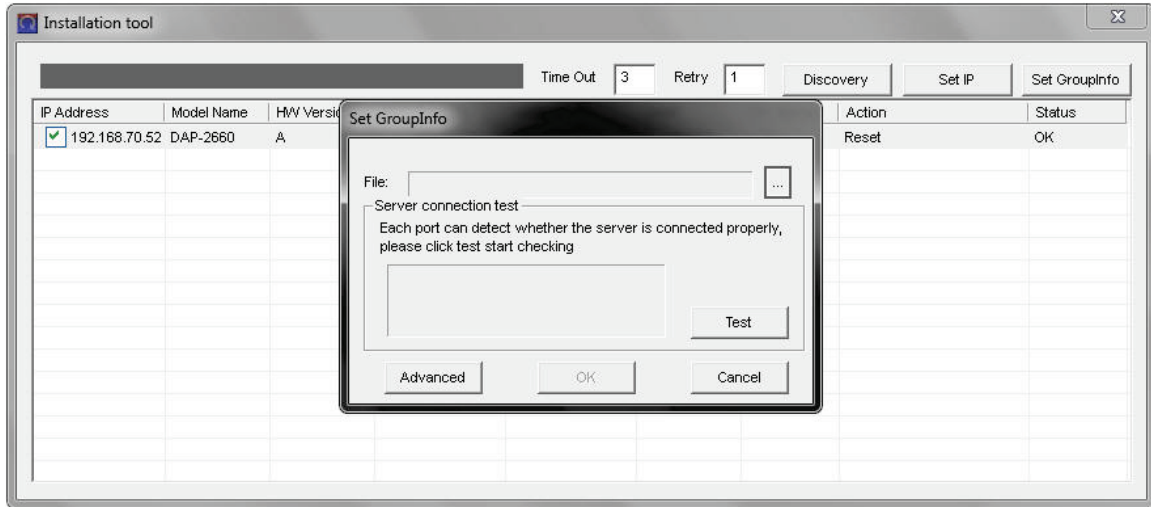 Installation tool
Time Out 3 Retry 1 Discovery Set IP Set GroupInfo
IP Address Model Name HW Versi Action Status
192.168.70.52 DAP-2660 A Reset OK
Set GroupInfo
File: ...
Server connection test
Each port can detect whether the server is connected properly,
please click test start checking
Test
Advanced OK Cancel